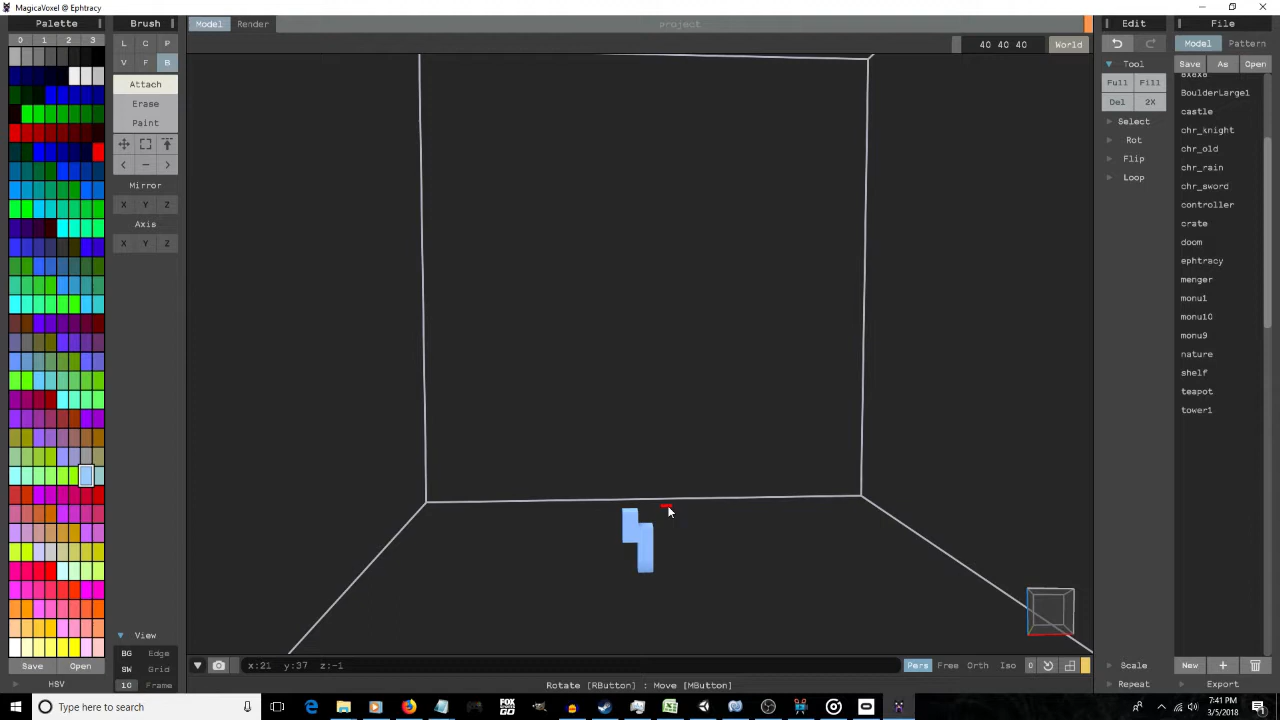 MagicaVoxel @ Ephtracy
Palette
Brush
Model Render
project
Edit
File
0 1 2 3
L C P
V F B
40 40 40 World
Model Pattern
Tool
Save As Open
Attach
Erase
Paint
Full Fill
Del 2X
Select
Rot
Flip
Loop
8x8x8
BoulderLarge1
castle
chr_knight
chr_old
chr_rain
chr_sword
controller
crate
doom
ephtracy
menger
monu1
monu10
monu9
nature
shelf
teapot
tower1
< - >
Mirror
X Y Z
Axis
X Y Z
View
BG Edge
SW Grid
10 Frame
Save Open
HSV
x:21 y:37 z:-1
Pers Free Orth Iso 0
Rotate [RButton] : Move [MButton]
Scale
Repeat
New + 
Export
Type here to search
FOX
GO
7:41 PM
3/5/2018